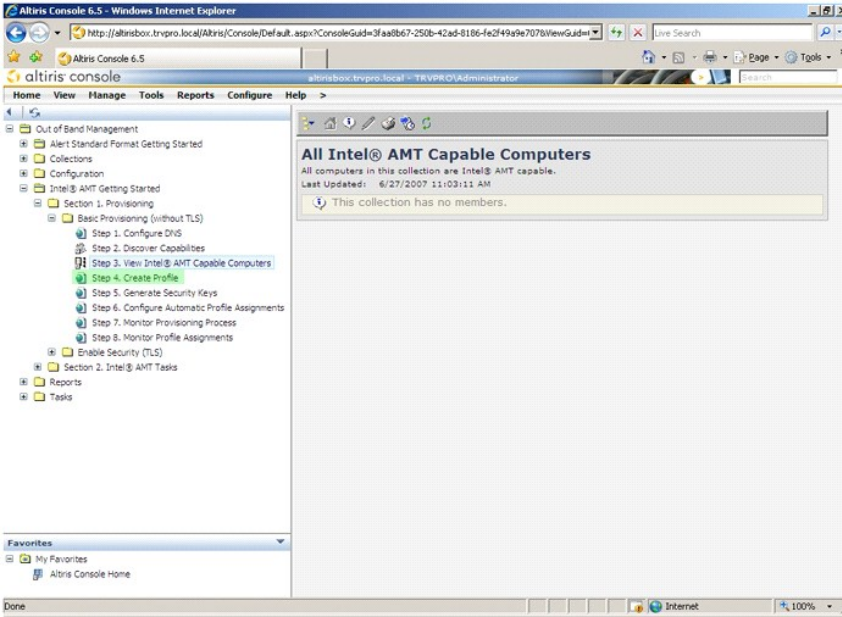 Altiris Console 6.5 - Windows Internet Explorer
http://altirisbox.trvpro.local/Altiris/Console/Default.aspx?ConsoleGuid=3faa8b67-250b-42ad-8186-fe2f49a9e7078ViewGuid=
Live Search
Altiris Console 6.5
Page
Tools
altiris console
altirisbox.trvpro.local - TRVPRO\Administrator
Search
Home View Manage Tools Reports Configure Help >
Out of Band Management
Alert Standard Format Getting Started
Collections
Configuration
Intel® AMT Getting Started
Section 1. Provisioning
Basic Provisioning (without TLS)
Step 1. Configure DNS
Step 2. Discover Capabilities
Step 3. View Intel® AMT Capable Computers
Step 4. Create Profile
Step 5. Generate Security Keys
Step 6. Configure Automatic Profile Assignments
Step 7. Monitor Provisioning Process
Step 8. Monitor Profile Assignments
Enable Security (TLS)
Section 2. Intel® AMT Tasks
Reports
Tasks
All Intel® AMT Capable Computers
All computers in this collection are Intel® AMT capable.
Last Updated: 6/27/2007 11:03:11 AM
This collection has no members.
Favorites
My Favorites
Altiris Console Home
Done
Internet
100%